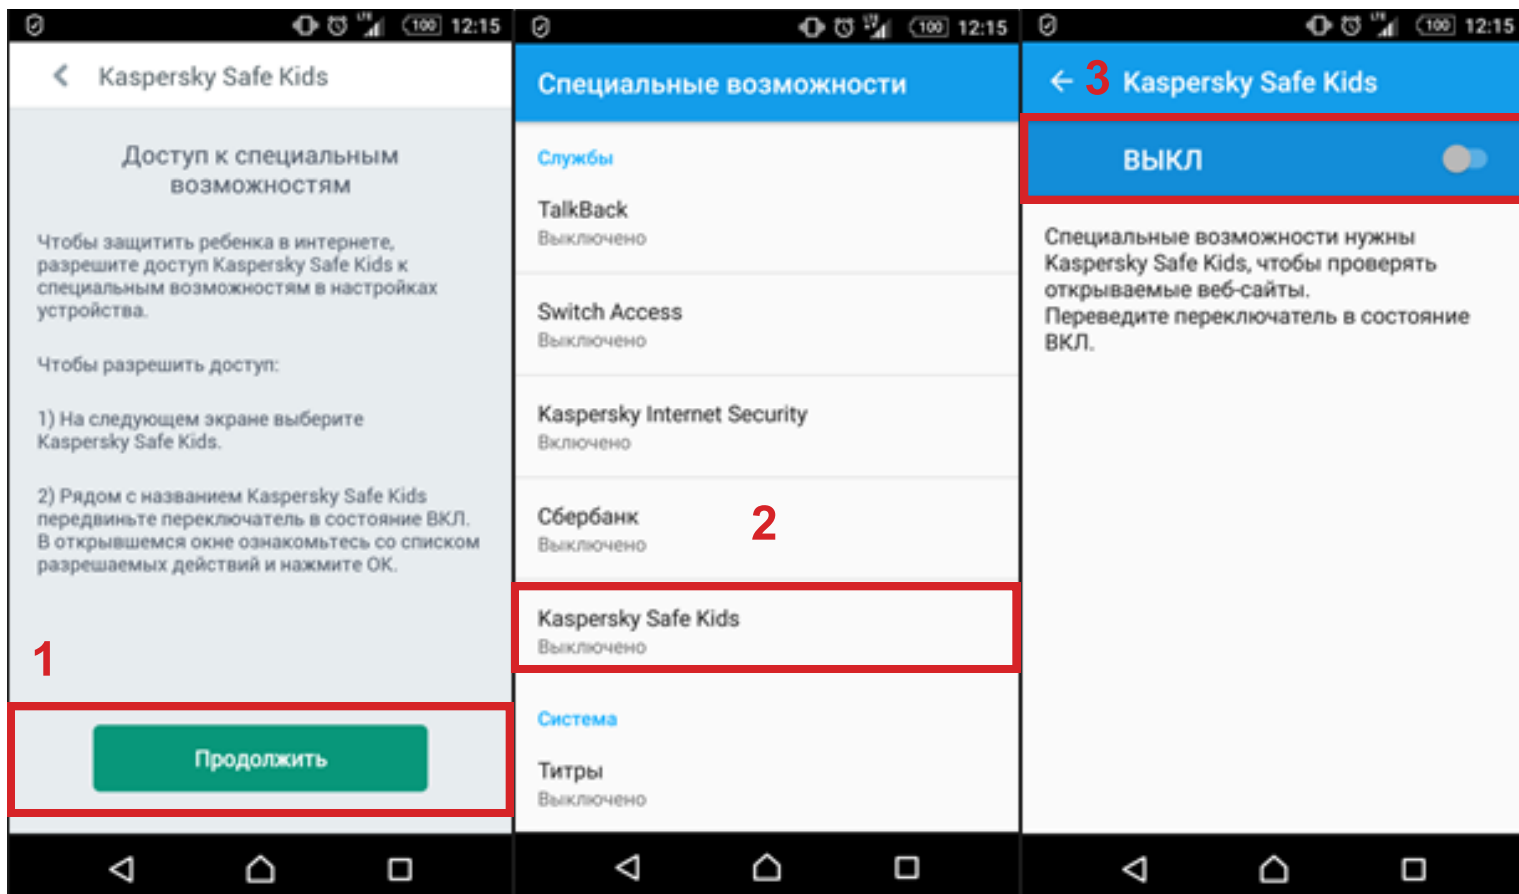 100 12:15
Kaspersky Safe Kids
Доступ к специальным
возможностям
Чтобы защитить ребенка в интернете,
разрешите доступ Kaspersky Safe Kids к
специальным возможностям в настройках
устройства.
Чтобы разрешить доступ:
1) На следующем экране выберите
Kaspersky Safe Kids.
2) Рядом с названием Kaspersky Safe Kids
передвиньте переключатель в состояние ВКЛ.
В открывшемся окне ознакомьтесь со списком
разрешаемых действий и нажмите ОК.
1
Продолжить
100 12:15
Специальные возможности
Службы
TalkBack
Выключено
Switch Access
Выключено
Kaspersky Internet Security
Включено
Сбербанк
Выключено
2
Kaspersky Safe Kids
Выключено
Система
Титры
Выключено
LTE 100 12:15
3 Kaspersky Safe Kids
ВЫКЛ
Специальные возможности нужны
Kaspersky Safe Kids, чтобы проверять
открываемые веб-сайты.
Переведите переключатель в состояние
ВКЛ.